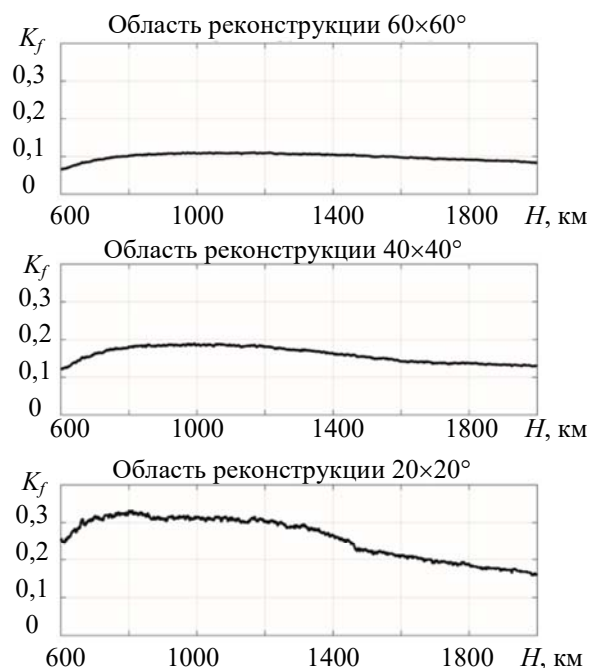 Область реконструкции 60×60°
K_f
0,3
0,2
0,1
0
600 1000 1400 1800 H, км
Область реконструкции 40×40°
K_f
0,3
0,2
0,1
0
600 1000 1400 1800 H, км
Область реконструкции 20×20°
K_f
0,3
0,2
0,1
0
600 1000 1400 1800 H, км